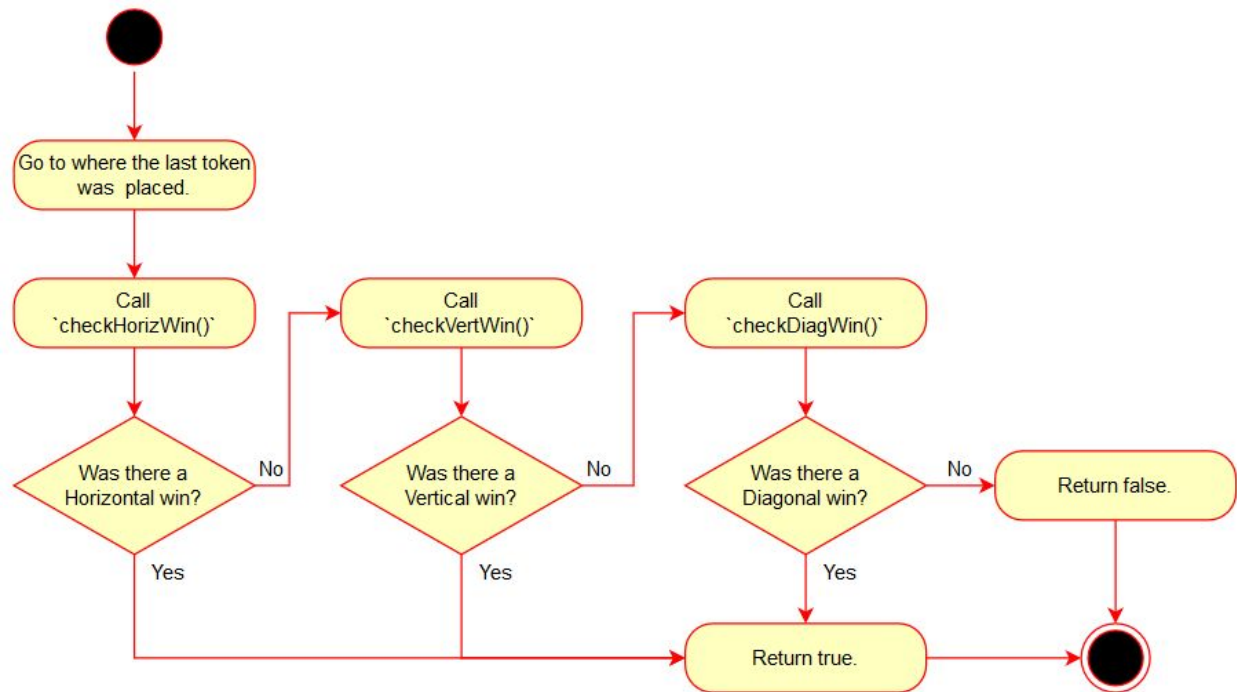 Go to where the last token
was  placed.
Call
`checkHorizWin()`
Call
`checkVertWin()`
Call
`checkDiagWin()`
Was there a
Horizontal win?
No
Was there a
Vertical win?
No
Was there a
Diagonal win?
No
Return false.
Yes
Yes
Yes
Return true.